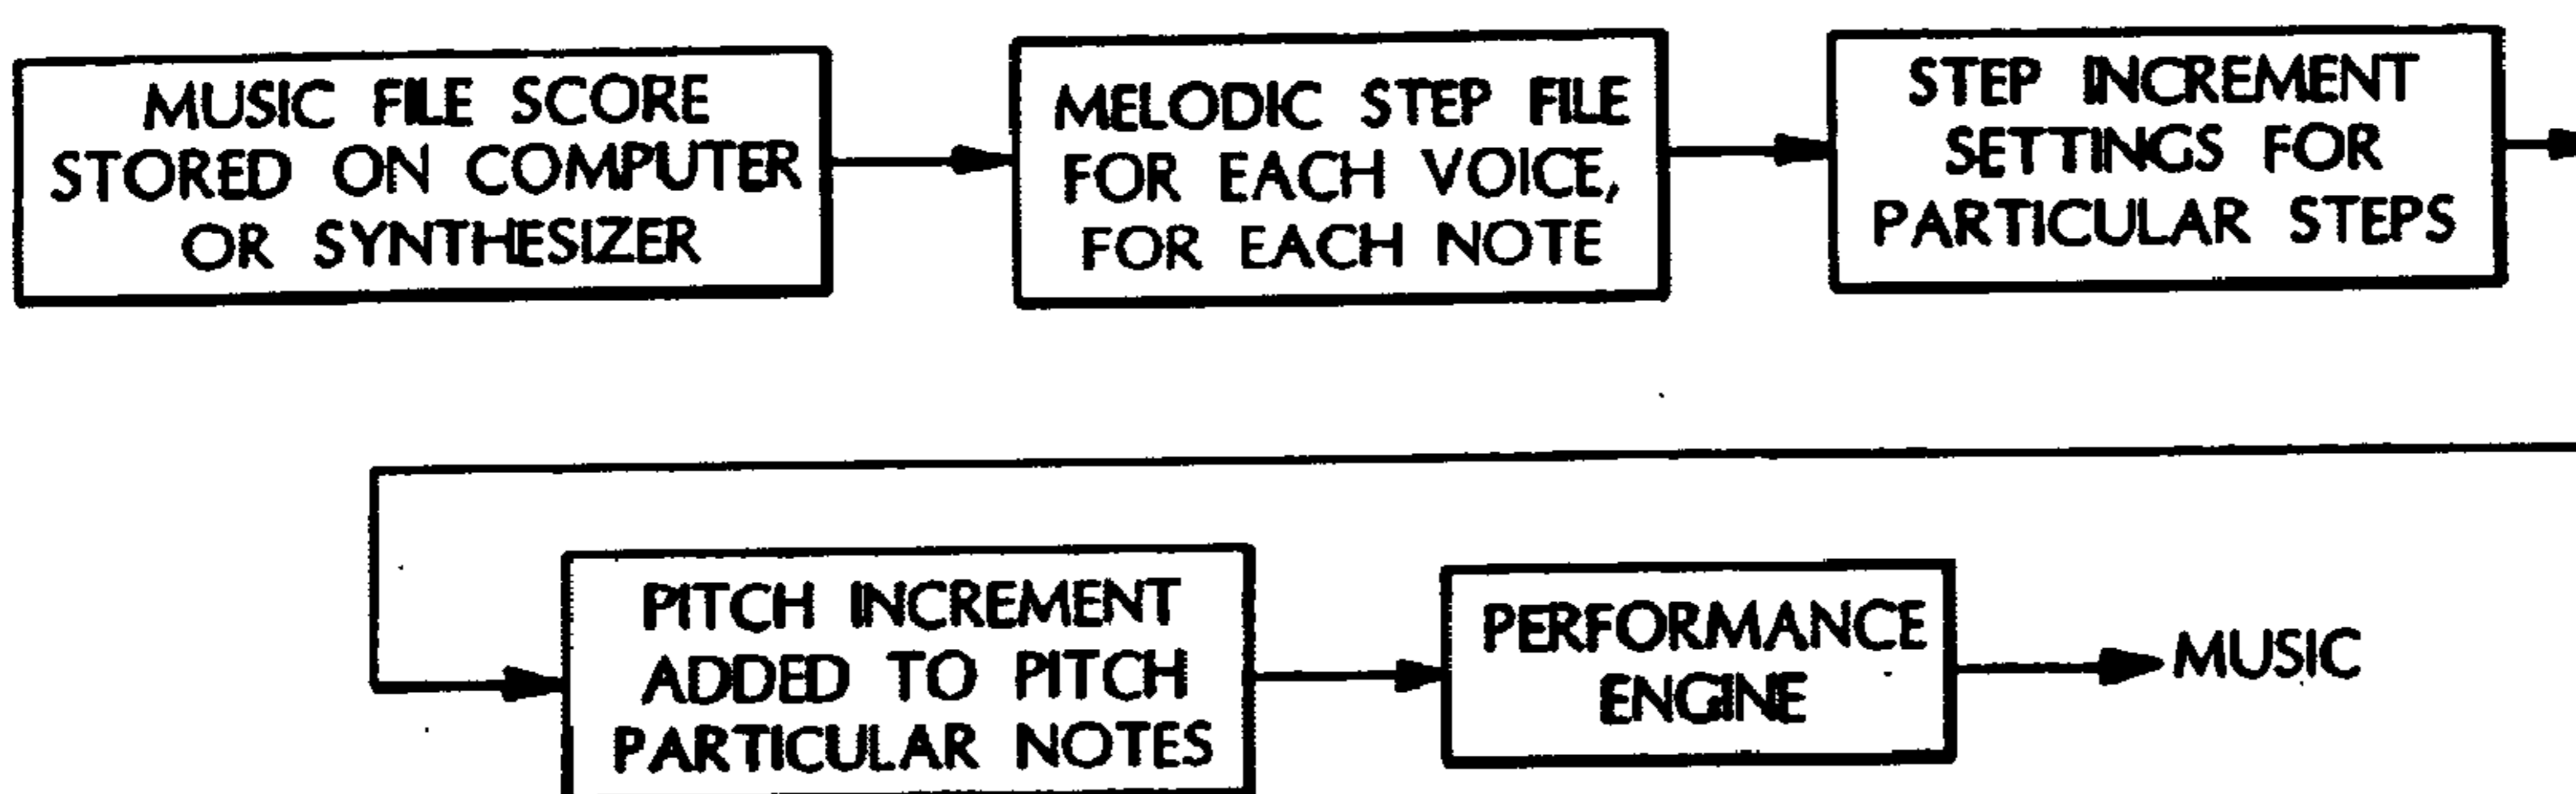 MUSIC FILE SCORE
STORED ON COMPUTER
OR SYNTHESIZER
MELODIC STEP FILE
FOR EACH VOICE,
FOR EACH NOTE
STEP INCREMENT
SETTINGS FOR
PARTICULAR STEPS
PITCH INCREMENT
ADDED TO PITCH
PARTICULAR NOTES
PERFORMANCE
ENGINE
MUSIC